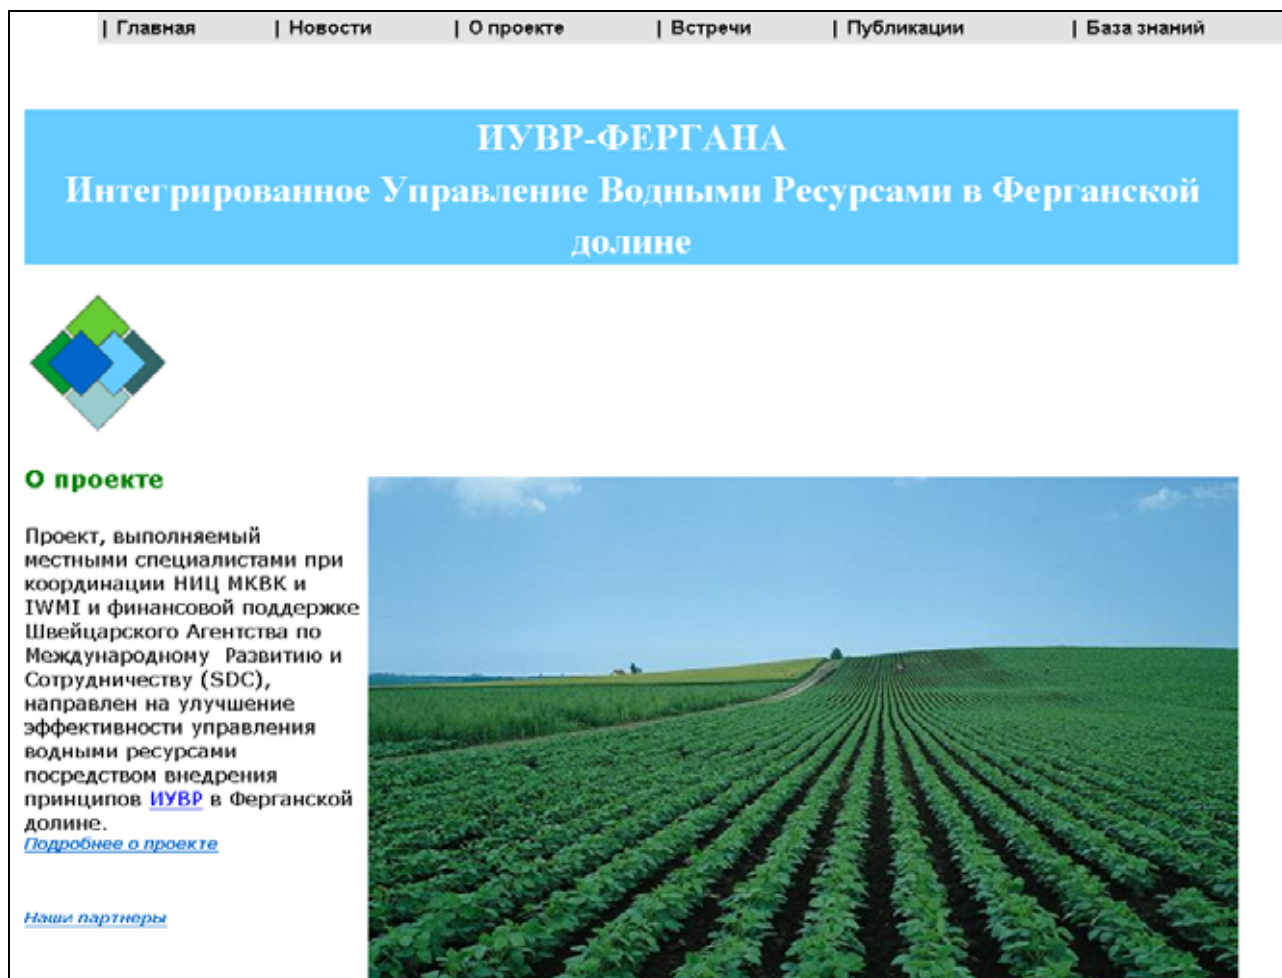 | Главная | Новости | О проекте | Встречи | Публикации | База знаний
ИУВР-ФЕРГАНА
Интегрированное Управление Водными Ресурсами в Ферганской
долине
О проекте
Проект, выполняемый
местными специалистами при
координации НИЦ МКВК и
IWMI и финансовой поддержке
Швейцарского Агентства по
Международному Развитию и
Сотрудничеству (SDC),
направлен на улучшение
эффективности управления
водными ресурсами
посредством внедрения
принципов ИУВР в Ферганской
долине.
Подробнее о проекте
Наши партнеры